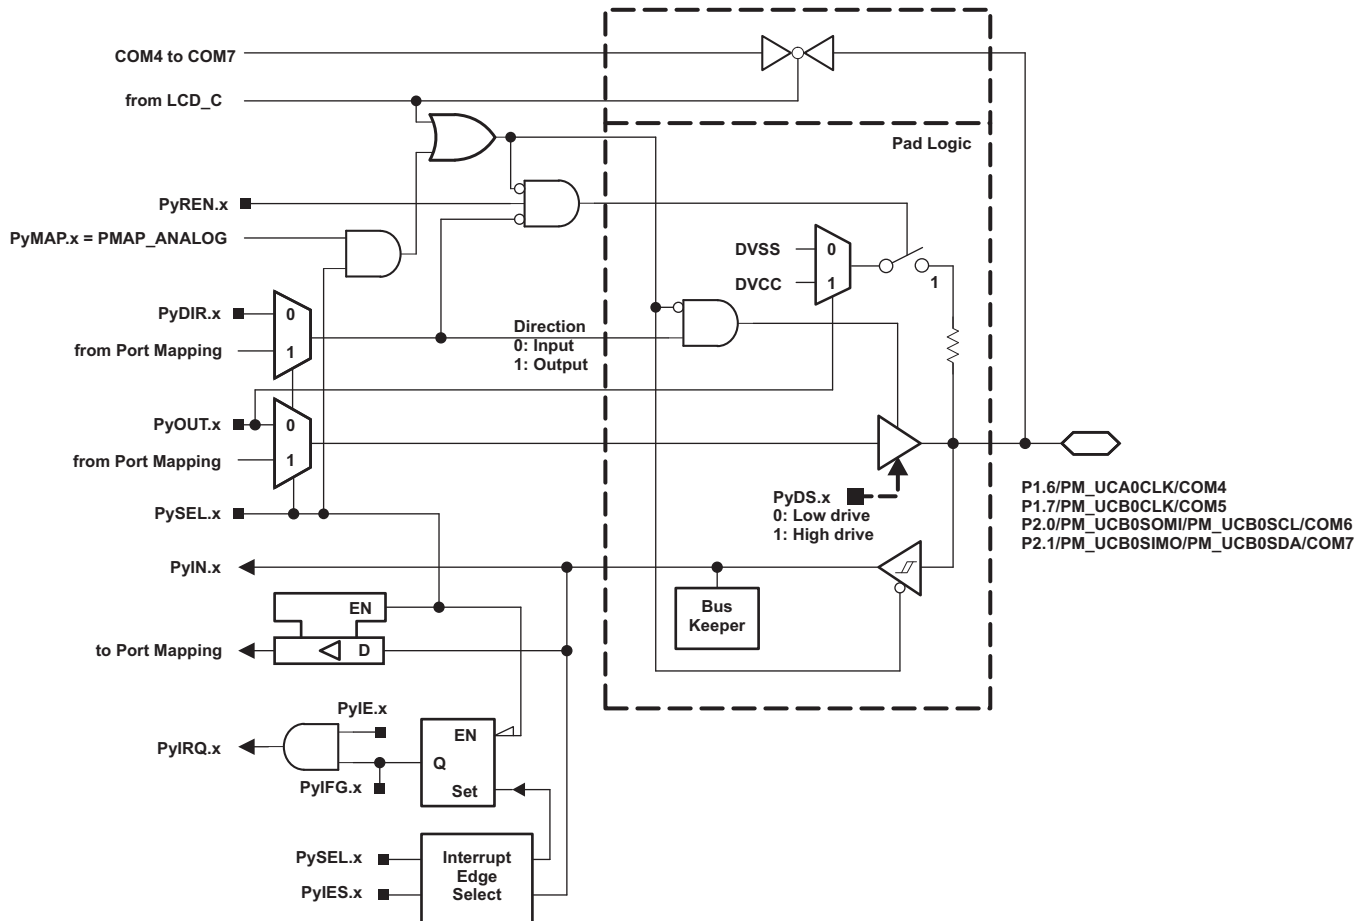 COM4 to COM7
from LCD_C
Pad Logic
PyREN.x
PyMAP.x = PMAP_ANALOG
DVSS
0
DVCC
1
1
PyDIR.x
0
from Port Mapping
1
Direction
0: Input
1: Output
PyOUT.x
0
from Port Mapping
1
PyDS.x
0: Low drive
1: High drive
P1.6/PM_UCA0CLK/COM4
P1.7/PM_UCB0CLK/COM5
P2.0/PM_UCB0SOMI/PM_UCB0SCL/COM6
P2.1/PM_UCB0SIMO/PM_UCB0SDA/COM7
PySEL.x
PyIN.x
EN
Bus
Keeper
to Port Mapping
D
PyIE.x
EN
PyIRQ.x
Q
PyIFG.x
Set
PySEL.x
PyIES.x
Interrupt
Edge
Select